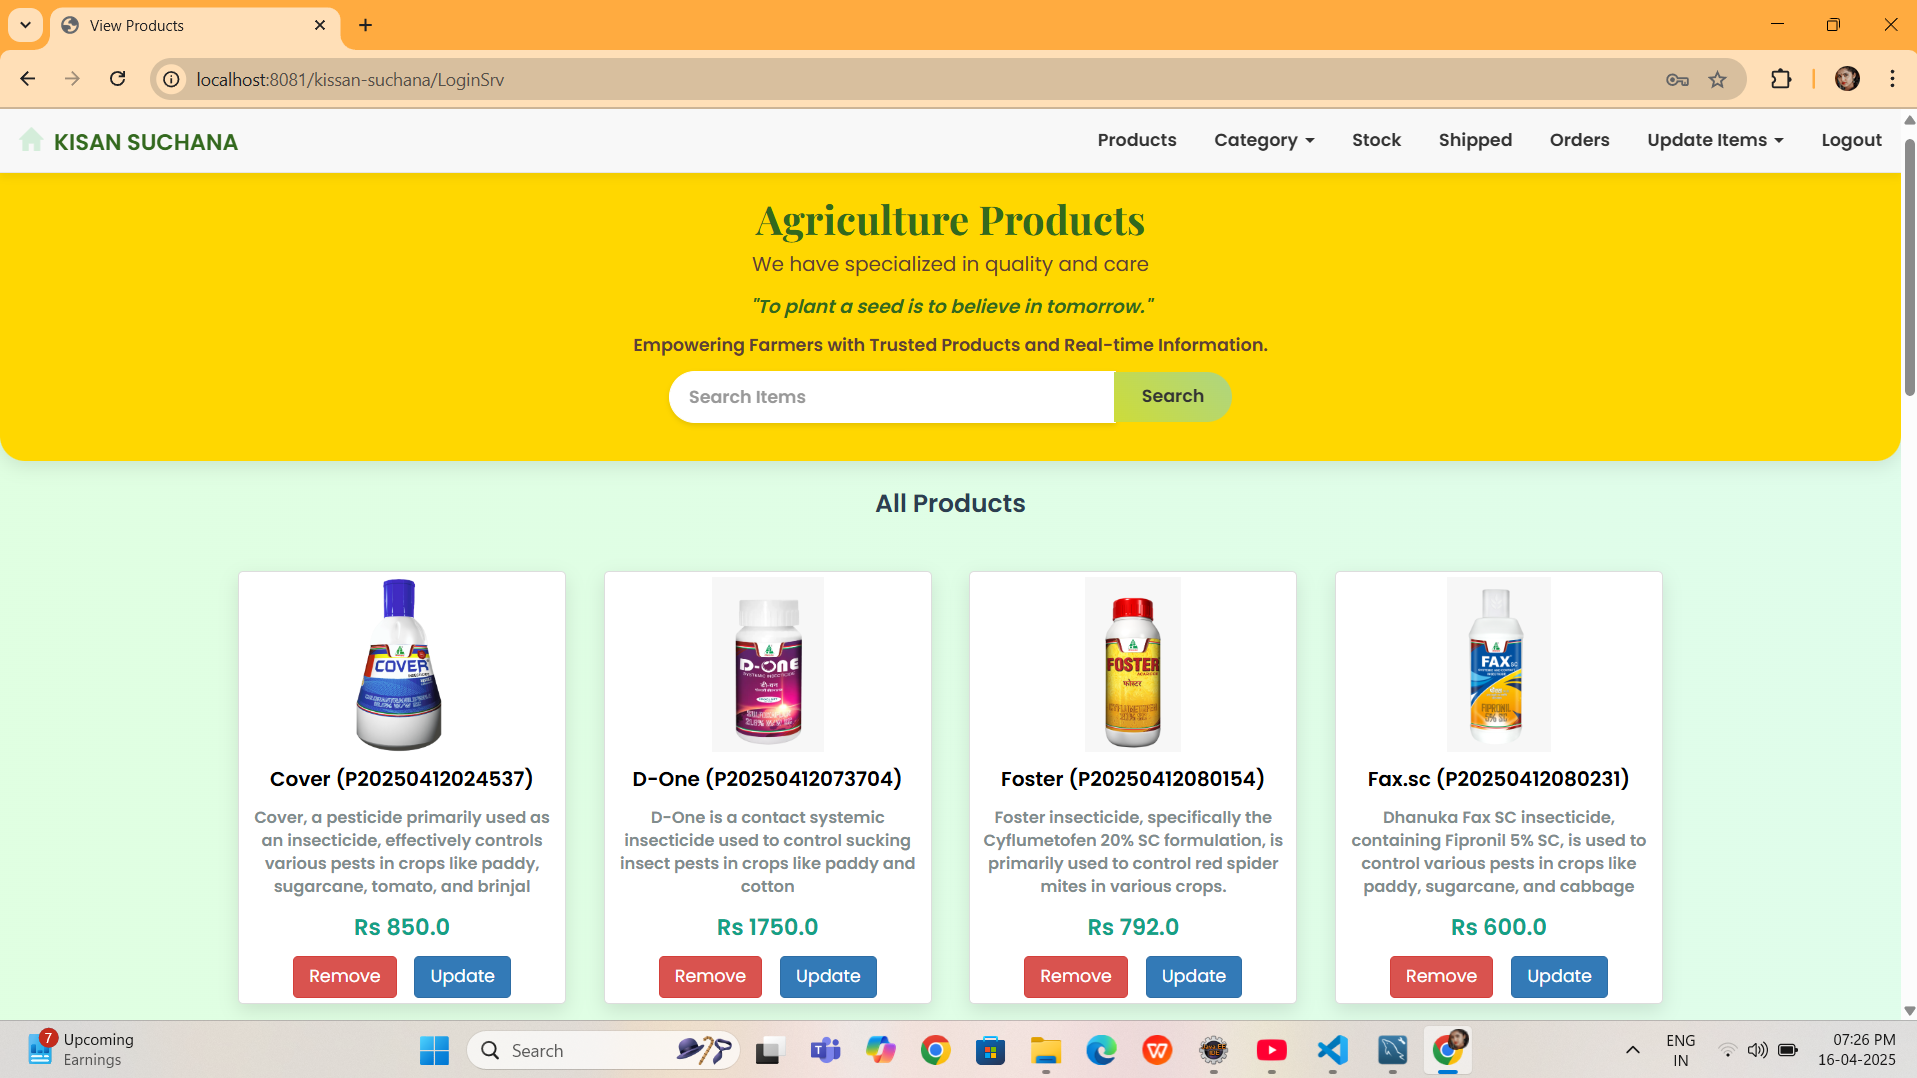 View Products
localhost:8081/kissan-suchana/LoginSrv
KISAN SUCHANA
Products Category Stock Shipped Orders Update Items Logout
Agriculture Products
We have specialized in quality and care
"To plant a seed is to believe in tomorrow."
Empowering Farmers with Trusted Products and Real-time Information.
Search Items Search
All Products
COVER
D-ONE
SYSTEMIC INSECTICIDE
डी-वन
FOSTER
फोस्टर
FAX SC
FIPRONIL
5% SC
Cover (P20250412024537)
Cover, a pesticide primarily used as
an insecticide, effectively controls
various pests in crops like paddy,
sugarcane, tomato, and brinjal
Rs 850.0
Remove Update
D-One (P20250412073704)
D-One is a contact systemic
insecticide used to control sucking
insect pests in crops like paddy and
cotton
Rs 1750.0
Remove Update
Foster (P20250412080154)
Foster insecticide, specifically the
Cyflumetofen 20% SC formulation, is
primarily used to control red spider
mites in various crops.
Rs 792.0
Remove Update
Fax.sc (P20250412080231)
Dhanuka Fax SC insecticide,
containing Fipronil 5% SC, is used to
control various pests in crops like
paddy, sugarcane, and cabbage
Rs 600.0
Remove Update
7
Upcoming
Earnings
Search
ENG
IN
07:26 PM
16-04-2025